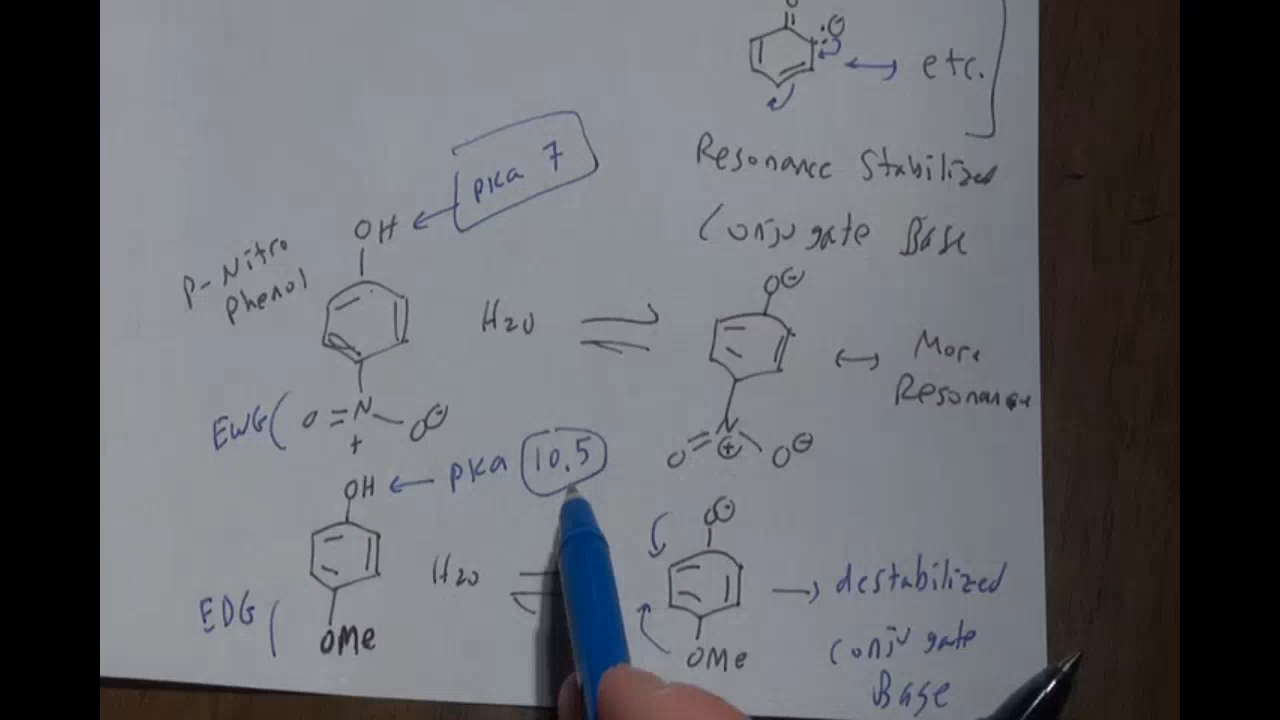 etc.
Resonance Stabilized
Conjugate Base
pka 7
OH
P-Nitro
Phenol
H2O
O⊖
More
Resonance
EWG( O=N O⊖
+
O N⊕ O⊖
OH ← pka 10.5
O⊖
H2O
→ destabilized
conjugate
Base
EDG (
OMe
OMe